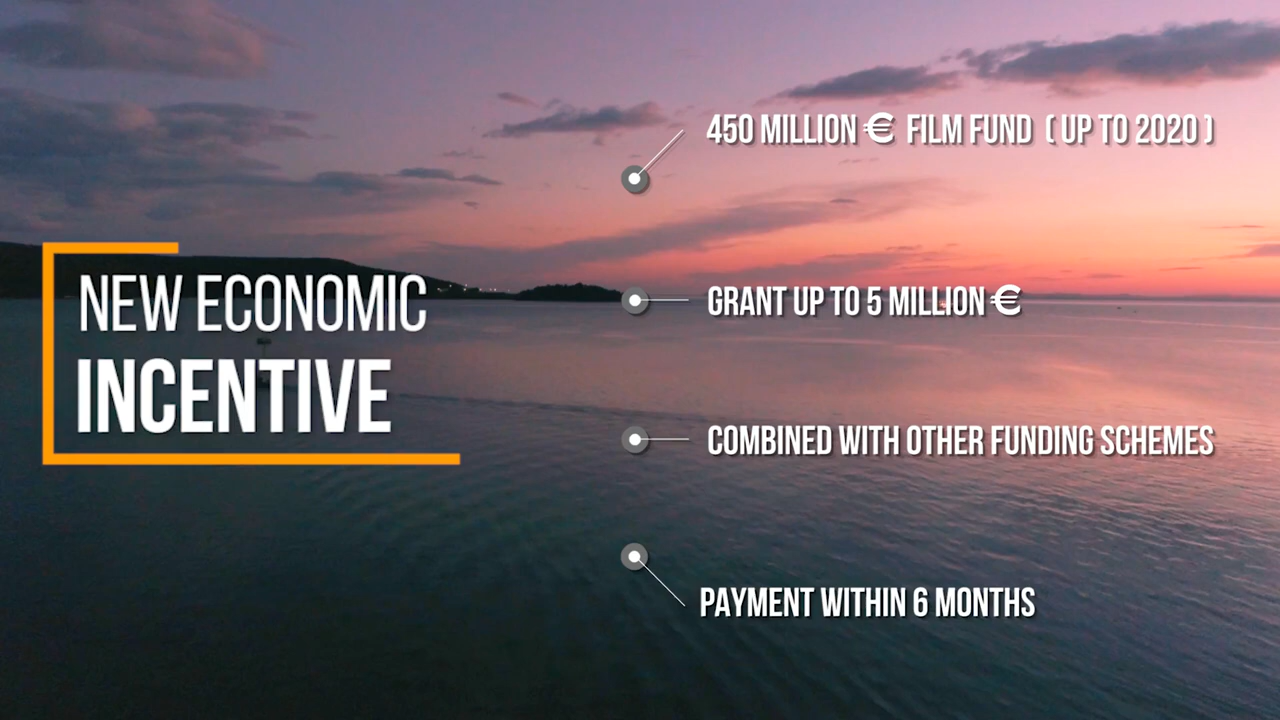 NEW ECONOMIC
INCENTIVE
450 MILLION € FILM FUND ( UP TO 2020 )
GRANT UP TO 5 MILLION €
COMBINED WITH OTHER FUNDING SCHEMES
PAYMENT WITHIN 6 MONTHS